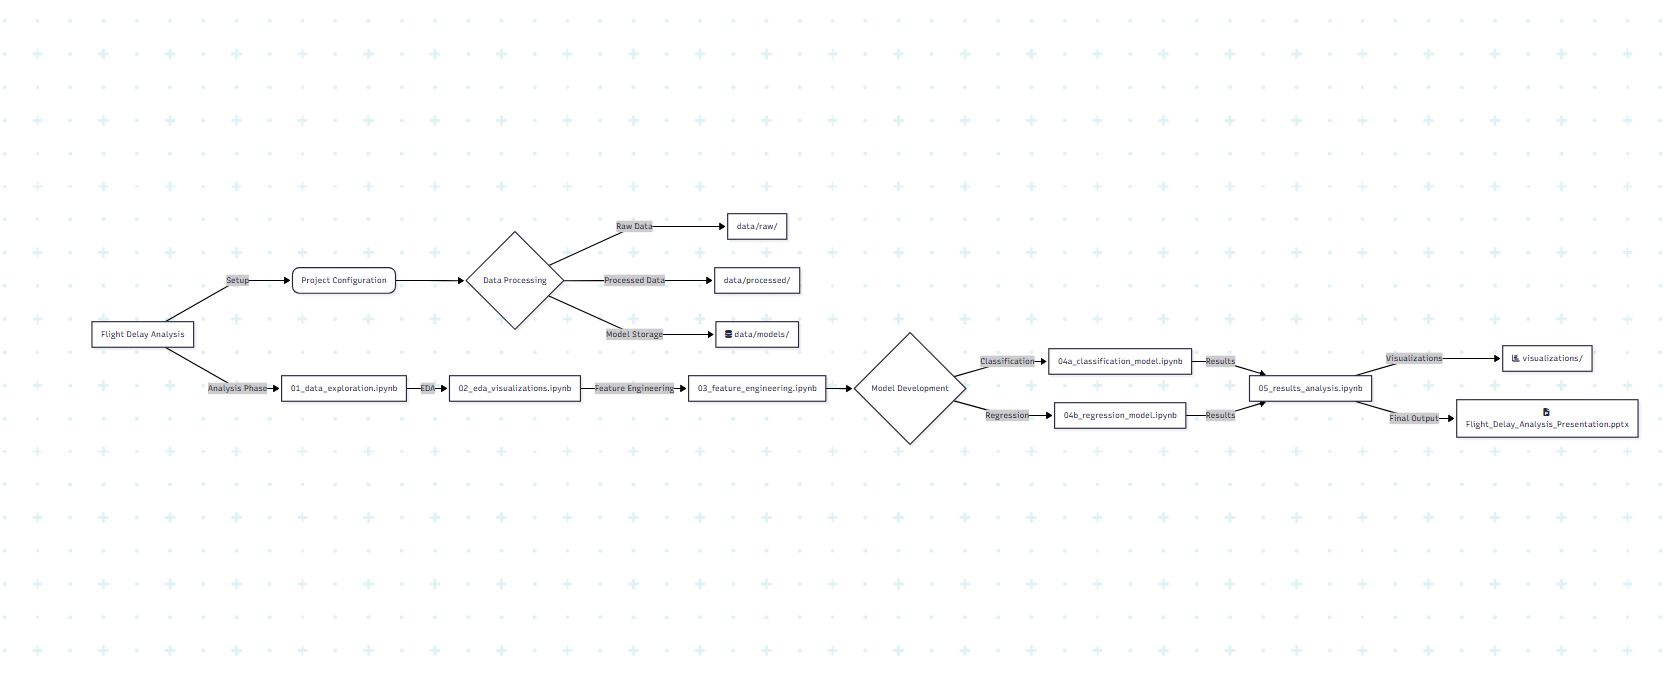 Raw Data
data/raw/
Setup
Project Configuration
Data Processing
Processed Data
data/processed/
Flight Delay Analysis
Model Storage
data/models/
Analysis Phase
01_data_exploration.ipynb
EDA
02_eda_visualizations.ipynb
Feature Engineering
03_feature_engineering.ipynb
Model Development
Classification
04a_classification_model.ipynb
Results
Regression
04b_regression_model.ipynb
Results
05_results_analysis.ipynb
Visualizations
visualizations/
Final Output
Flight_Delay_Analysis_Presentation.pptx